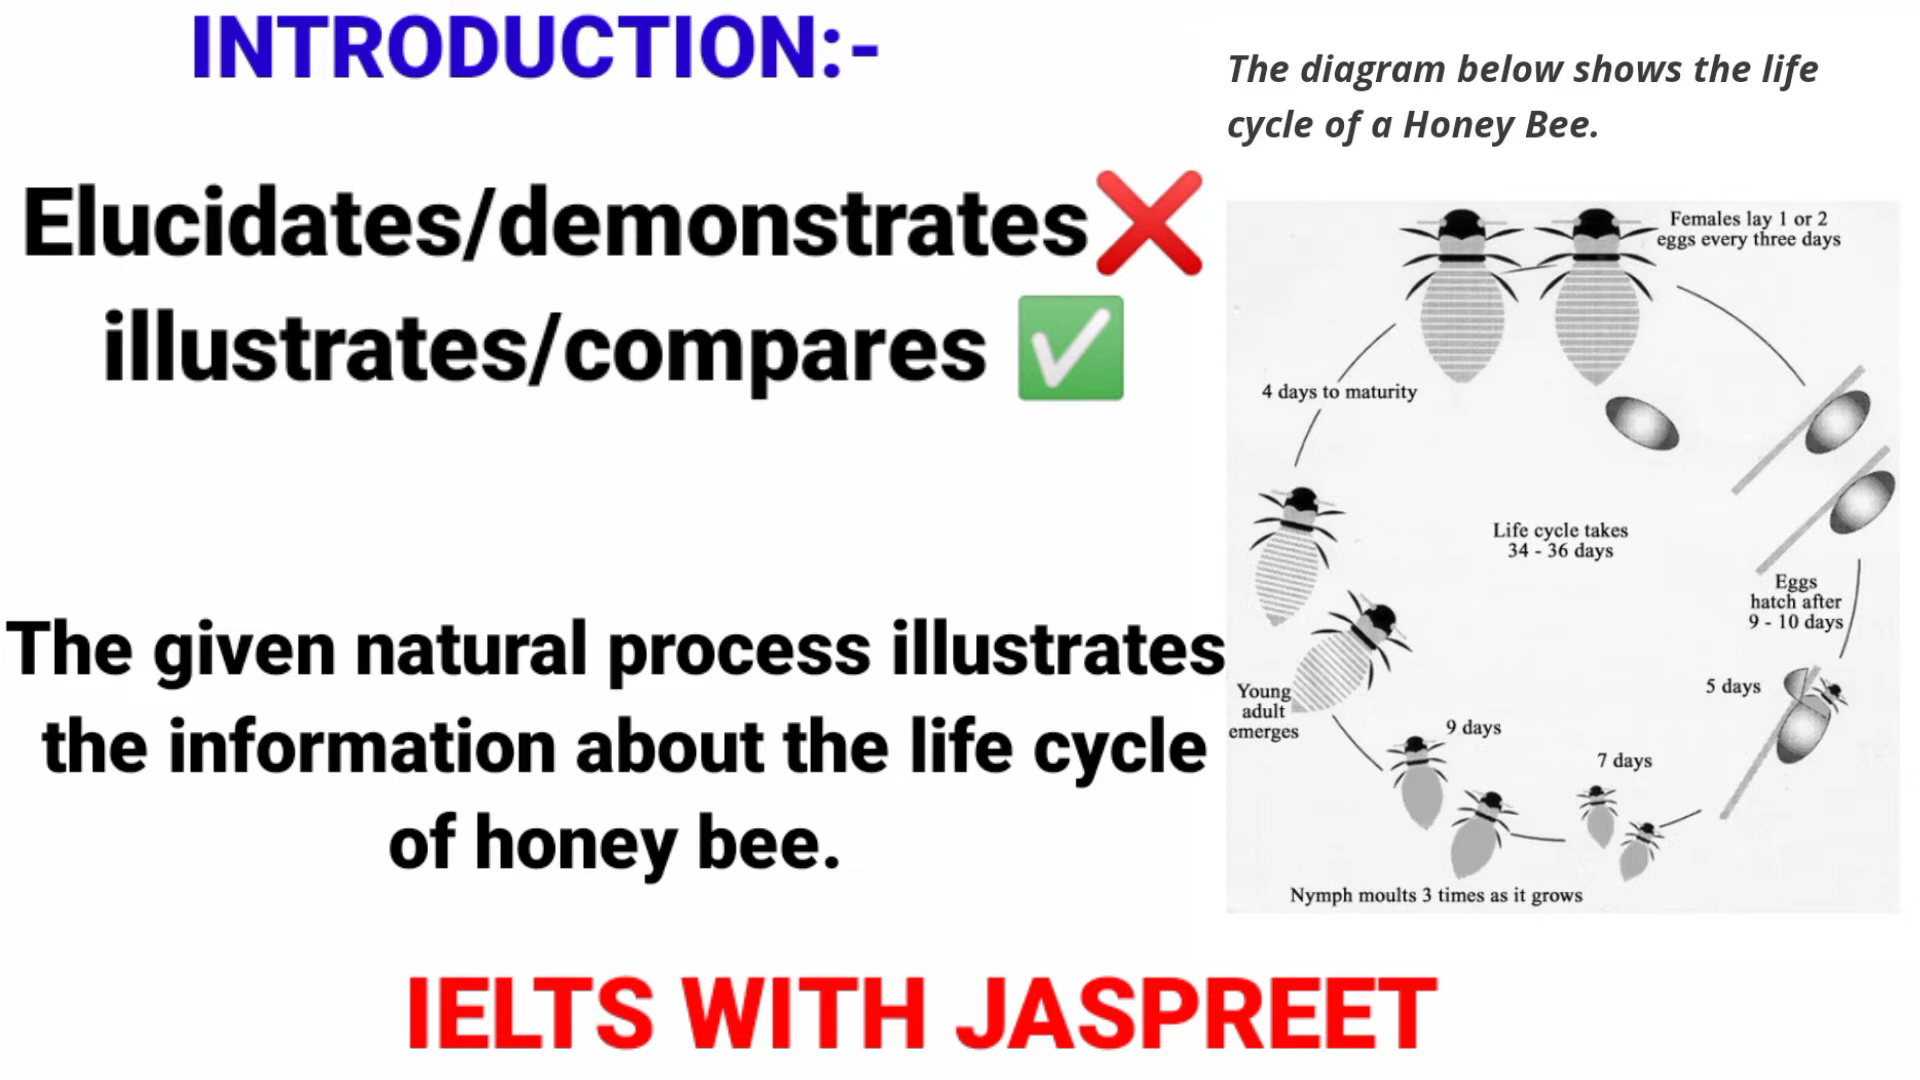 INTRODUCTION:-
Elucidates/demonstrates❌
illustrates/compares ✅
The given natural process illustrates
the information about the life cycle
of honey bee.
The diagram below shows the life
cycle of a Honey Bee.
Females lay 1 or 2
eggs every three days
4 days to maturity
Life cycle takes
34 - 36 days
Eggs
hatch after
9 - 10 days
5 days
Young
adult
emerges
9 days
7 days
Nymph moults 3 times as it grows
IELTS WITH JASPREET